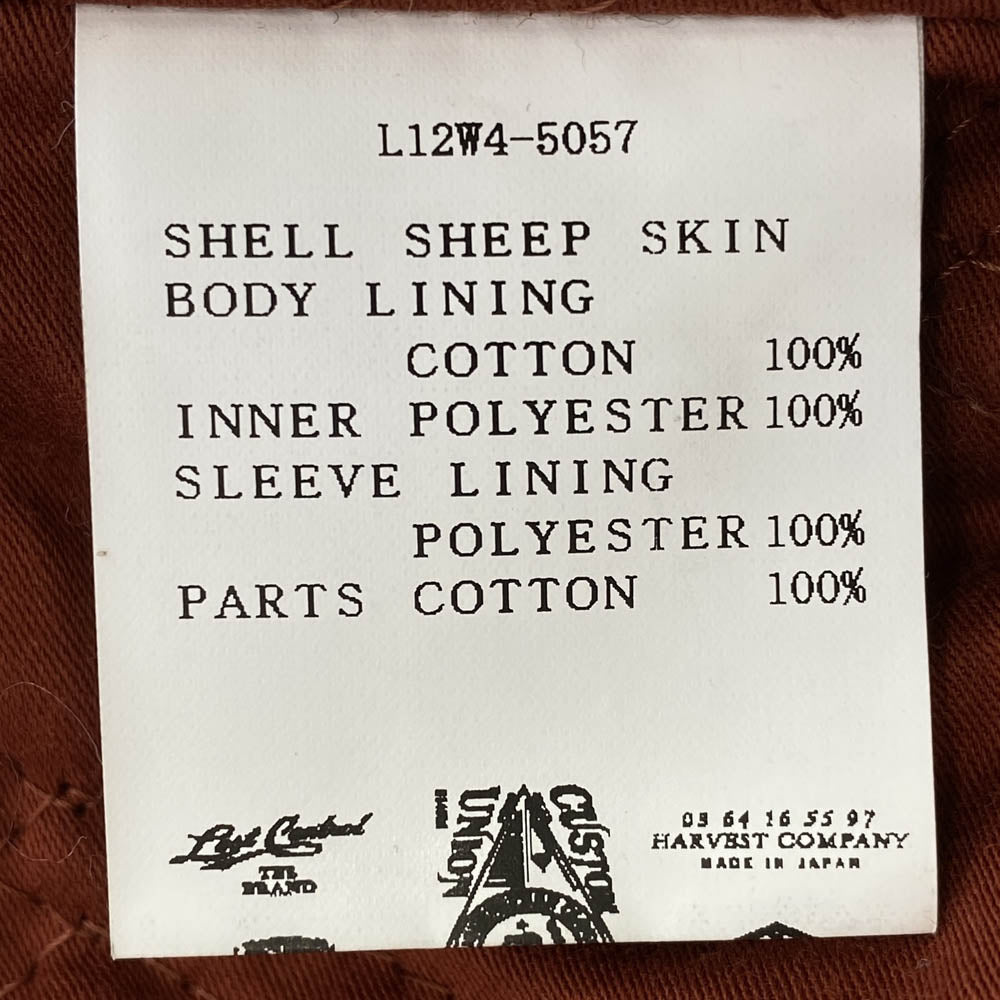 L12W4-5057
SHELL SHEEP SKIN
BODY LINING
COTTON 100%
INNER POLYESTER 100%
SLEEVE LINING
POLYESTER 100%
PARTS COTTON 100%
Lost Control
THE
BRAND
UNION
CUSTOM
03 64 16 55 97
HARVEST COMPANY
MADE IN JAPAN